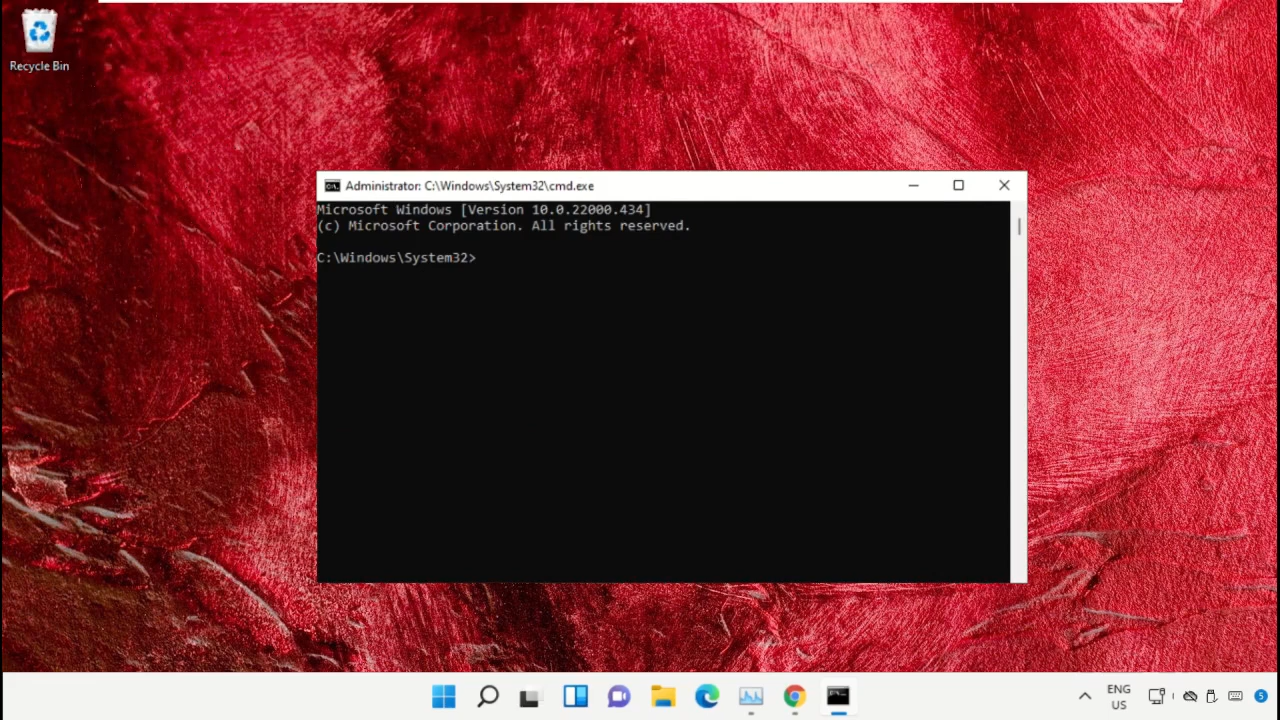 Recycle Bin
Administrator: C:\Windows\System32\cmd.exe
Microsoft Windows [Version 10.0.22000.434]
(c) Microsoft Corporation. All rights reserved.
C:\Windows\System32>
ENG
US
5